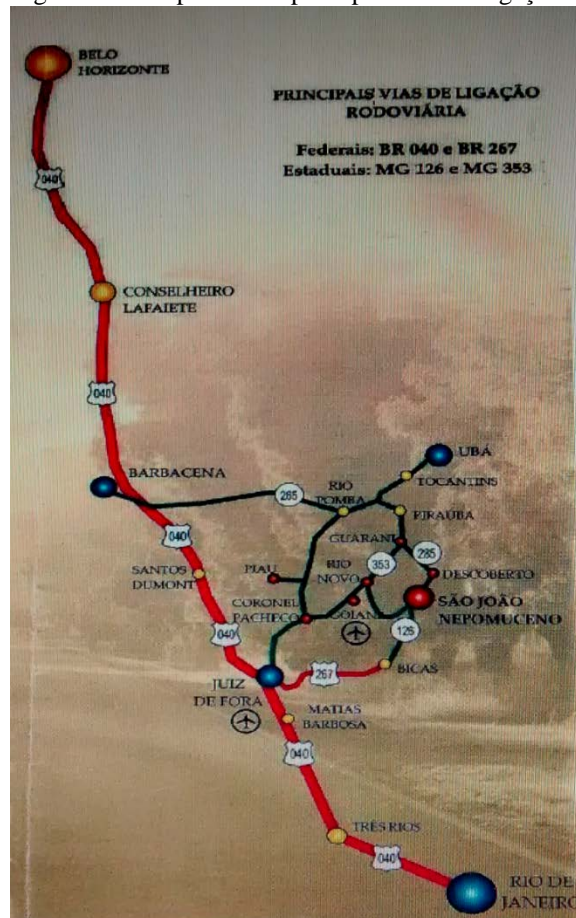 BELO
HORIZONTE
PRINCIPAIS VIAS DE LIGAÇÃO
RODOVIÁRIA
Federais: BR 040 e BR 267
Estaduais: MG 126 e MG 353
040
CONSELHEIRO
LAFAIETE
040
BARBACENA
UBÁ
TOCANTINS
265
RIO
POMBA
PIRAÚBA
040
GUARANI
285
353
RIO
NOVO
DESCOBERTO
PIAU
SANTOS
DUMONT
SÃO JOÃO
NEPOMUCENO
CORONEL
PACHECO
GOIANÁ
126
040
BICAS
267
JUIZ
DE FORA
MATIAS
BARBOSA
040
TRÊS RIOS
040
RIO DE
JANEIRO